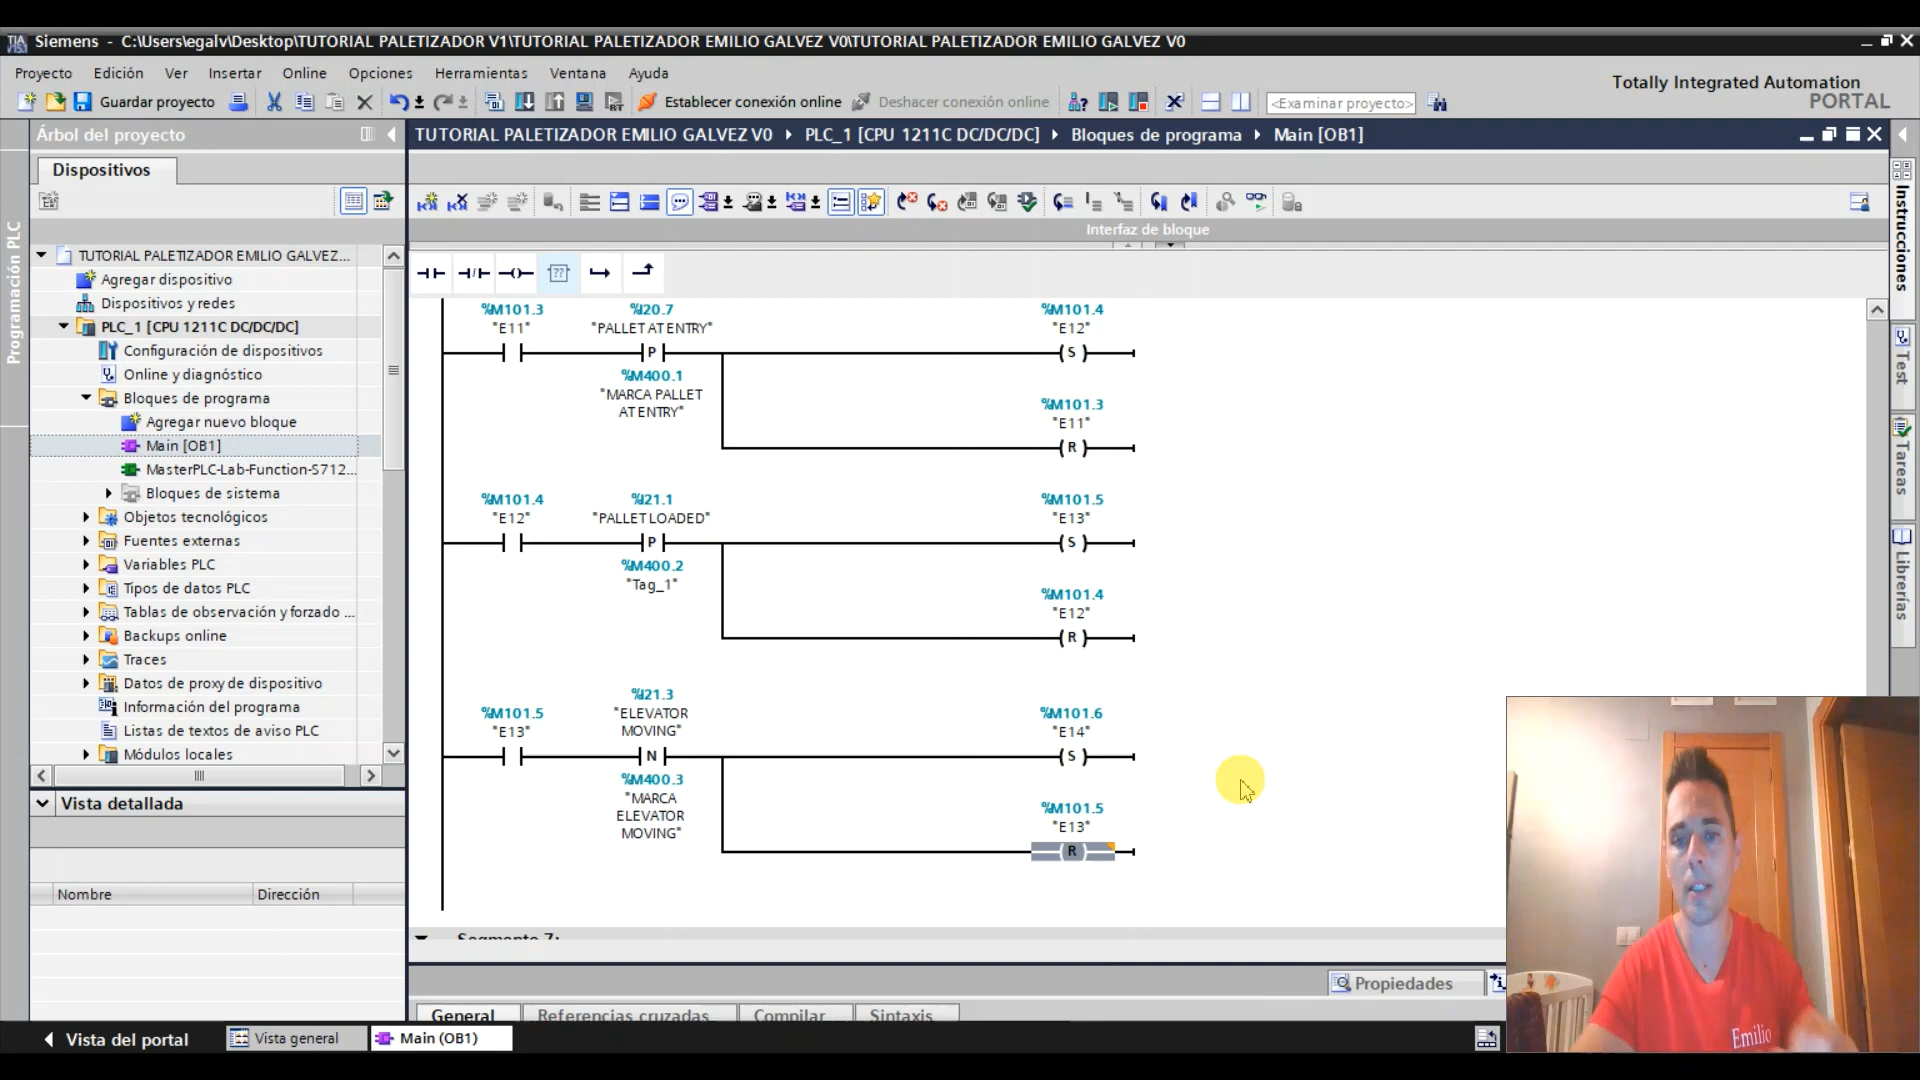 Siemens - C:\Users\egalv\Desktop\TUTORIAL PALETIZADOR V1\TUTORIAL PALETIZADOR EMILIO GALVEZ V0\TUTORIAL PALETIZADOR EMILIO GALVEZ V0
Proyecto Edición Ver Insertar Online Opciones Herramientas Ventana Ayuda
Totally Integrated Automation
PORTAL
Guardar proyecto
Establecer conexión online
Deshacer conexión online
<Examinar proyecto>
Árbol del proyecto
TUTORIAL PALETIZADOR EMILIO GALVEZ V0 PLC_1 [CPU 1211C DC/DC/DC] Bloques de programa Main [OB1]
Dispositivos
Interfaz de bloque
Programación PLC
TUTORIAL PALETIZADOR EMILIO GALVEZ...
Agregar dispositivo
Dispositivos y redes
PLC_1 [CPU 1211C DC/DC/DC]
Configuración de dispositivos
Online y diagnóstico
Bloques de programa
Agregar nuevo bloque
Main [OB1]
MasterPLC-Lab-Function-S712...
Bloques de sistema
Objetos tecnológicos
Fuentes externas
Variables PLC
Tipos de datos PLC
Tablas de observación y forzado ...
Backups online
Traces
Datos de proxy de dispositivo
Información del programa
Listas de textos de aviso PLC
Módulos locales
Vista detallada
Nombre Dirección
%M101.3 %I20.7 %M101.4
"E11" "PALLET AT ENTRY" "E12"
P S
%M400.1
"MARCA PALLET
AT ENTRY"
%M101.3
"E11"
R
%M101.4 %I21.1 %M101.5
"E12" "PALLET LOADED" "E13"
P S
%M400.2
"Tag_1"
%M101.4
"E12"
R
%I21.3
"ELEVATOR
MOVING"
%M101.5 %M101.6
"E13" "E14"
N S
%M400.3
"MARCA
ELEVATOR
MOVING"
%M101.5
"E13"
R
Segmento 7:
Propiedades
General Referencias cruzadas Compilar Sintaxis
Instrucciones
Test
Tareas
Librerías
Emilio
Vista del portal Vista general Main (OB1)